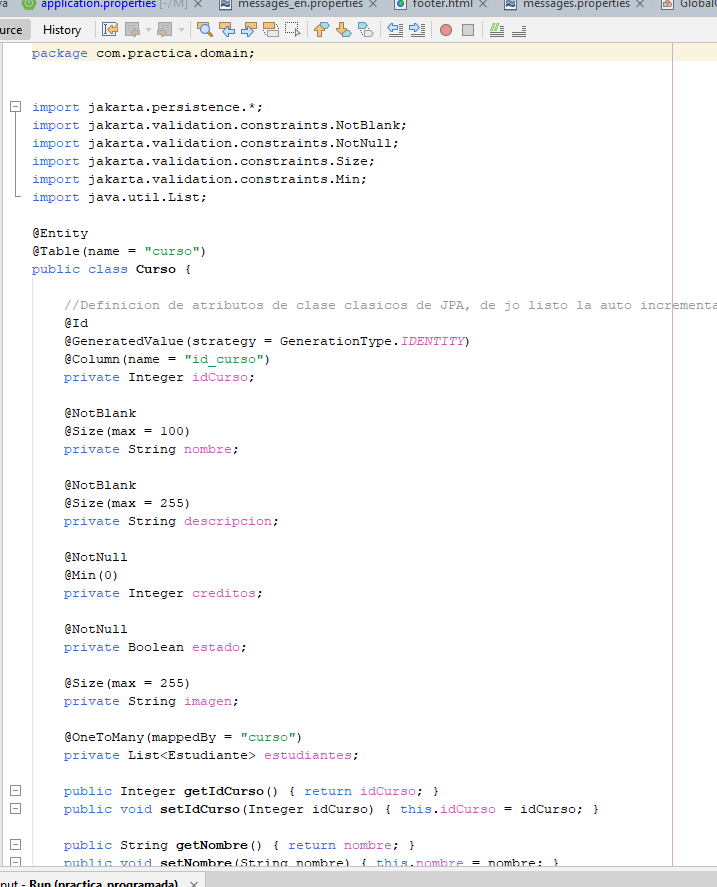 application.properties [-/M]
messages_en.properties
footer.html
messages.properties
History
package com.practica.domain;
import jakarta.persistence.*;
import jakarta.validation.constraints.NotBlank;
import jakarta.validation.constraints.NotNull;
import jakarta.validation.constraints.Size;
import jakarta.validation.constraints.Min;
import java.util.List;
@Entity
@Table(name = "curso")
public class Curso {
//Definicion de atributos de clase clasicos de JPA, de jo listo la auto incrementa
@Id
@GeneratedValue(strategy = GenerationType.IDENTITY)
@Column(name = "id_curso")
private Integer idCurso;
@NotBlank
@Size(max = 100)
private String nombre;
@NotBlank
@Size(max = 255)
private String descripcion;
@NotNull
@Min(0)
private Integer creditos;
@NotNull
private Boolean estado;
@Size(max = 255)
private String imagen;
@OneToMany(mappedBy = "curso")
private List<Estudiante> estudiantes;
public Integer getIdCurso() { return idCurso; }
public void setIdCurso(Integer idCurso) { this.idCurso = idCurso; }
public String getNombre() { return nombre; }
public void setNombre(String nombre) { this.nombre = nombre; }
Run (practica_programada)